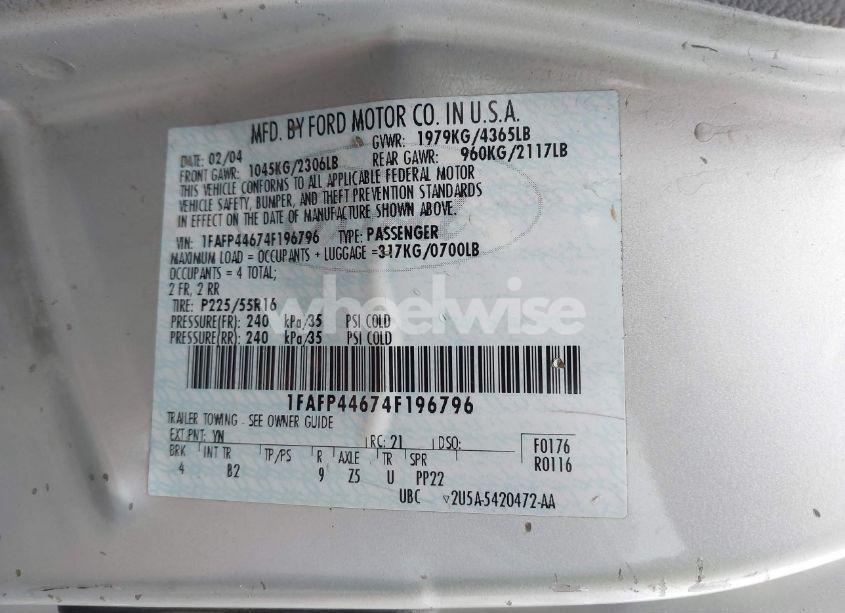 MFD. BY FORD MOTOR CO. IN U.S.A.
DATE: 02/04 GVWR: 1979KG/4365LB
FRONT GAWR: 1045KG/2306LB REAR GAWR: 960KG/2117LB
THIS VEHICLE CONFORMS TO ALL APPLICABLE FEDERAL MOTOR
VEHICLE SAFETY, BUMPER, AND THEFT PREVENTION STANDARDS
IN EFFECT ON THE DATE OF MANUFACTURE SHOWN ABOVE.
VIN: 1FAFP44674F196796 TYPE: PASSENGER
MAXIMUM LOAD = OCCUPANTS + LUGGAGE =317KG/0700LB
OCCUPANTS = 4 TOTAL;
2 FR, 2 RR
TIRE: P225/55R16
PRESSURE(FR): 240 kPa/35 PSI COLD
PRESSURE(RR): 240 kPa/35 PSI COLD
wheelwise
1FAFP44674F196796
TRAILER TOWING - SEE OWNER GUIDE
EXT PNT: YN RC: 21 DSO: F0176
BRK INT TR TP/PS R AXLE TR SPR R0116
4 B2 9 Z5 U PP22
UBC ▽2U5A-5420472-AA